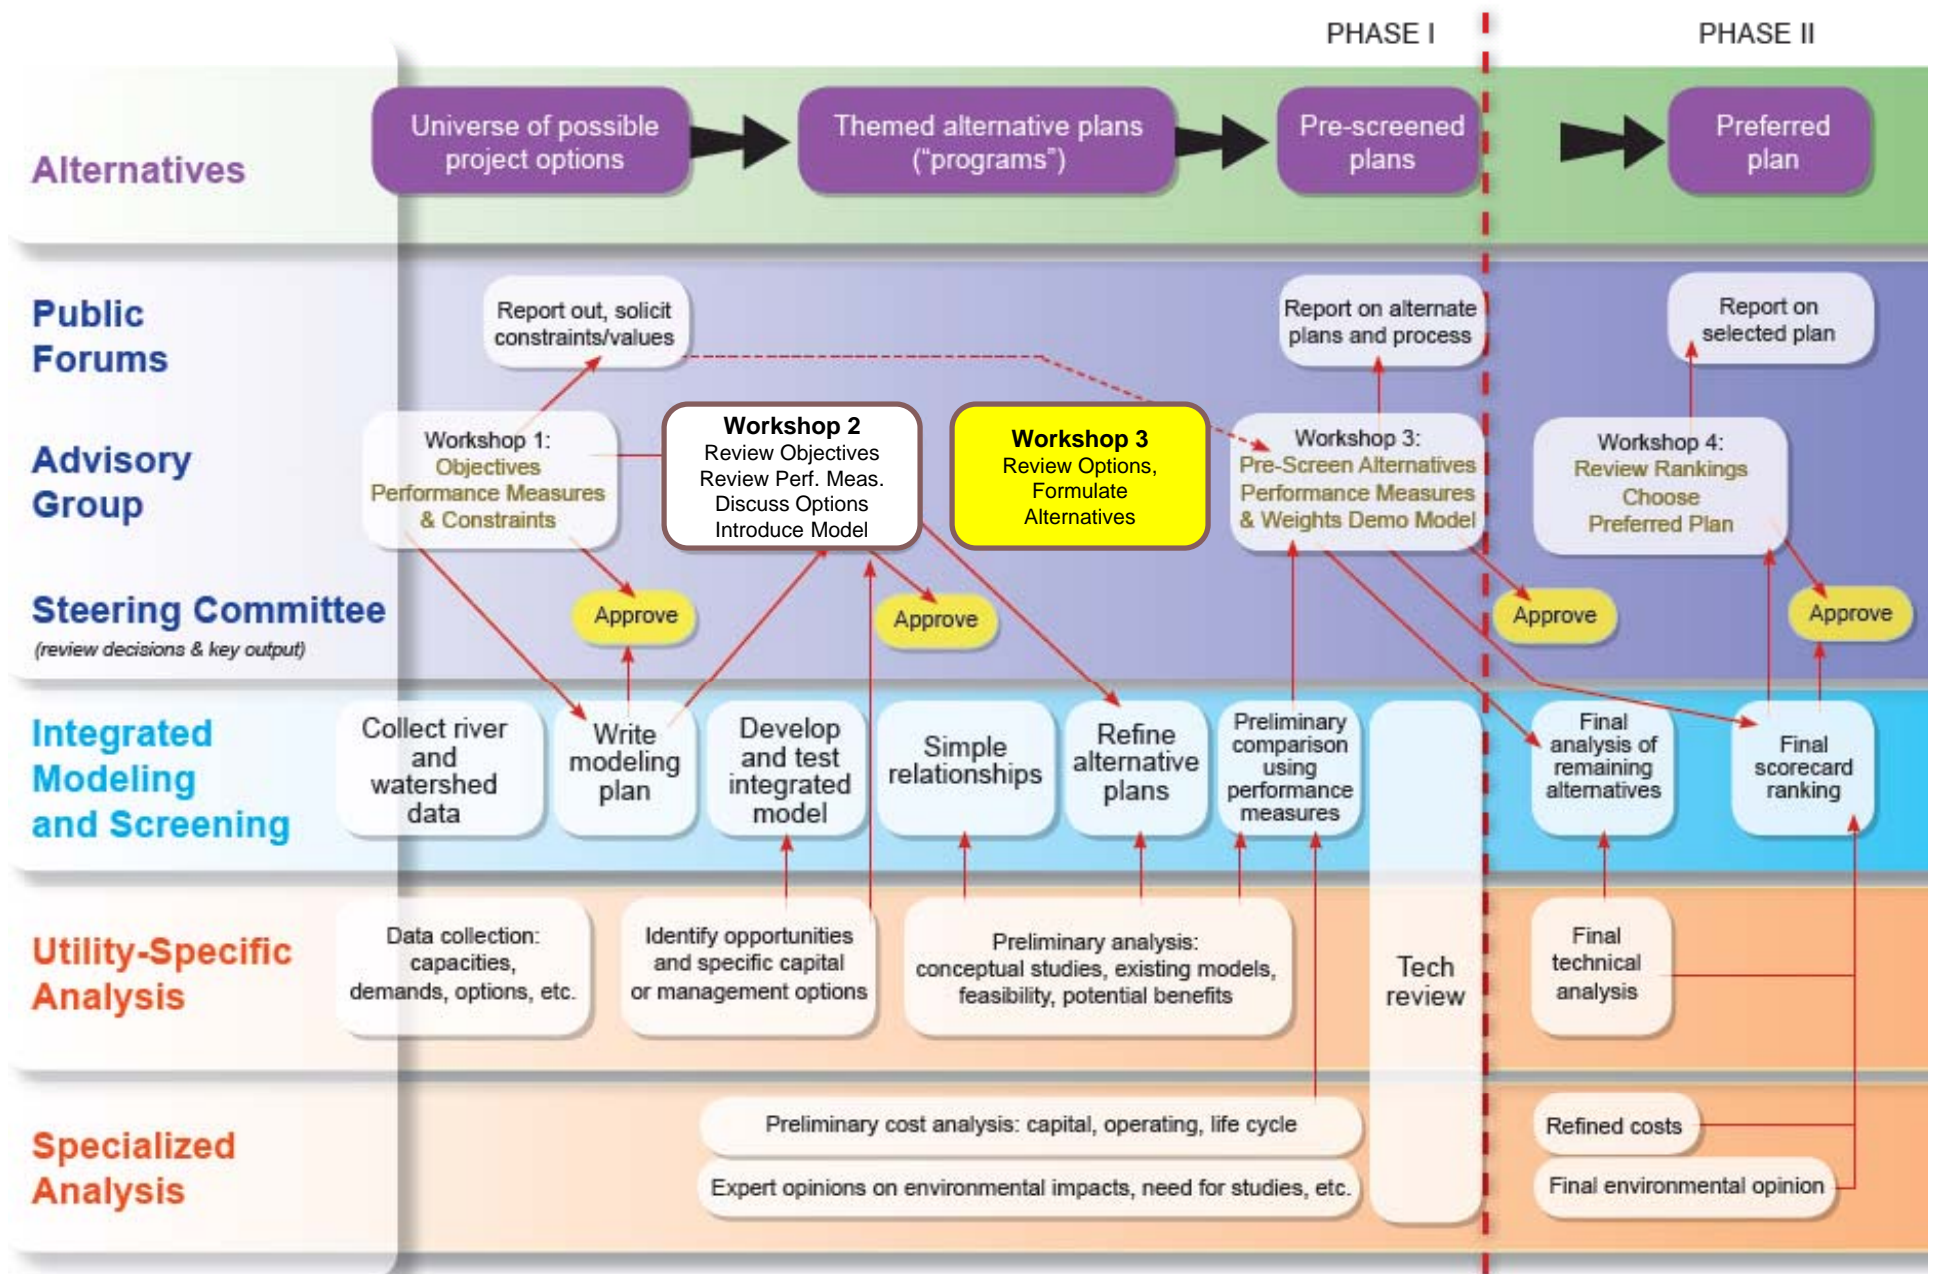 PHASE I
PHASE II
Alternatives
Universe of possible
project options
Themed alternative plans
(“programs”)
Pre-screened
plans
Preferred
plan
Public
Forums
Report out, solicit
constraints/values
Report on alternate
plans and process
Report on
selected plan
Advisory
Group
Workshop 1:
Objectives
Performance Measures
& Constraints
Workshop 2
Review Objectives
Review Perf. Meas.
Discuss Options
Introduce Model
Workshop 3
Review Options,
Formulate
Alternatives
Workshop 3:
Pre-Screen Alternatives
Performance Measures
& Weights Demo Model
Workshop 4:
Review Rankings
Choose
Preferred Plan
Steering Committee
(review decisions & key output)
Approve
Approve
Approve
Approve
Integrated
Modeling
and Screening
Collect river
and
watershed
data
Write
modeling
plan
Develop
and test
integrated
model
Simple
relationships
Refine
alternative
plans
Preliminary
comparison
using
performance
measures
Final
analysis of
remaining
alternatives
Final
scorecard
ranking
Utility-Specific
Analysis
Data collection:
capacities,
demands, options, etc.
Identify opportunities
and specific capital
or management options
Preliminary analysis:
conceptual studies, existing models,
feasibility, potential benefits
Tech
review
Final
technical
analysis
Specialized
Analysis
Preliminary cost analysis: capital, operating, life cycle
Expert opinions on environmental impacts, need for studies, etc.
Refined costs
Final environmental opinion